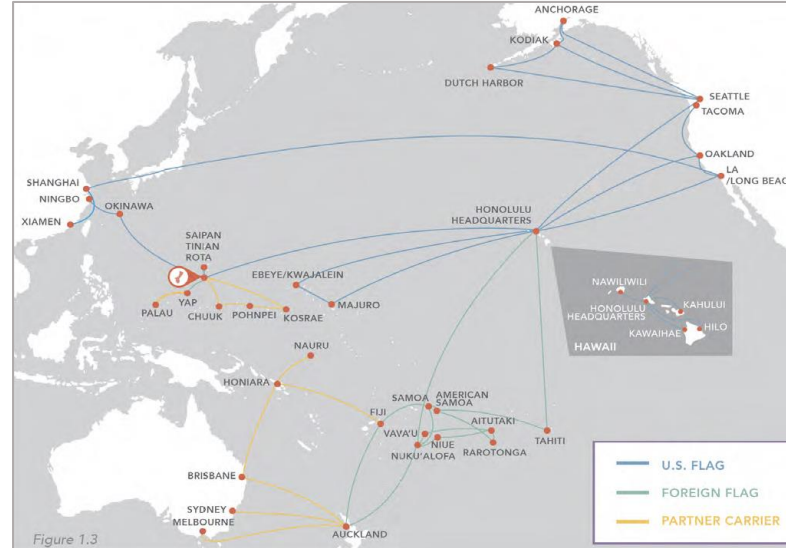 ANCHORAGE
KODIAK
DUTCH HARBOR
SEATTLE
TACOMA
OAKLAND
LA
/LONG BEAC
SHANGHAI
NINGBO
OKINAWA
XIAMEN
HONOLULU
HEADQUARTERS
SAIPAN
TINIAN
ROTA
EBEYE/KWAJALEIN
YAP
PALAU
CHUUK
POHNPEI
KOSRAE
MAJURO
NAWILIWILI
HONOLULU
HEADQUARTERS
KAHULUI
KAWAIHAE
HILO
HAWAII
NAURU
HONIARA
FIJI
SAMOA
AMERICAN
SAMOA
VAVA'U
AITUTAKI
NIUE
NUKU'ALOFA
RAROTONGA
TAHITI
BRISBANE
SYDNEY
MELBOURNE
AUCKLAND
U.S. FLAG
FOREIGN FLAG
PARTNER CARRIER
Figure 1.3